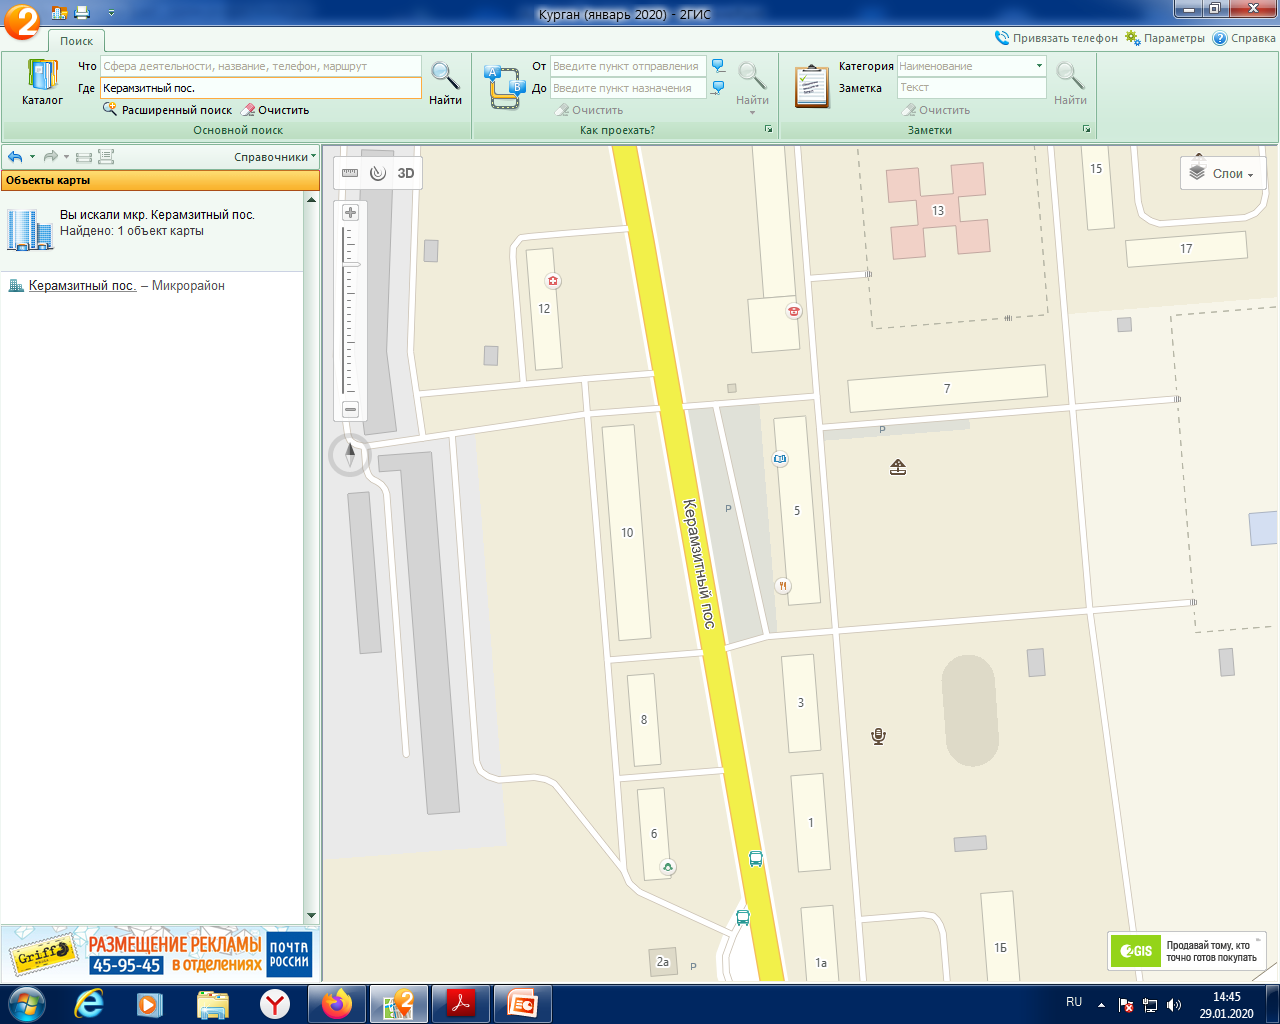 Курган (январь 2020) - 2ГИС
Поиск
Привязать телефон
Параметры
Справка
Каталог
Что
Сфера деятельности, название, телефон, маршрут
Где
Керамзитный пос.
Расширенный поиск
Очистить
Найти
Основной поиск
От
Введите пункт отправления
До
Введите пункт назначения
Очистить
Найти
Как проехать?
Категория
Наименование
Заметка
Текст
Очистить
Найти
Заметки
Справочники
Объекты карты
Вы искали мкр. Керамзитный пос.
Найдено: 1 объект карты
Керамзитный пос. – Микрорайон
3D
Слои
15
13
17
12
7
P
5
P
10
Керамзитный пос
3
8
1
6
1Б
1а
2а
P
Griff
РАЗМЕЩЕНИЕ РЕКЛАМЫ
45-95-45 в отделениях
ПОЧТА
РОССИИ
2GIS
Продавай тому, кто
точно готов покупать
RU
14:45
29.01.2020